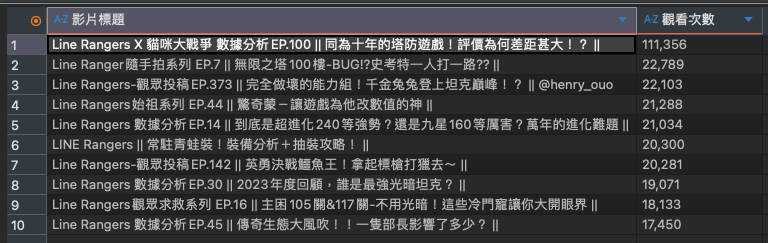 A-Z 影片標題 A-Z 觀看次數
1 Line Rangers X 貓咪大戰爭 數據分析 EP.100 || 同為十年的塔防遊戲！評價為何差距甚大！？ || 111,356
2 Line Ranger隨手拍系列 EP.7 || 無限之塔100樓-BUG!?史考特一人打一路?? || 22,789
3 Line Rangers-觀眾投稿EP.373 || 完全做壞的能力組！千金兔兔登上坦克巔峰！？ || @henry_ouo 22,103
4 Line Rangers始祖系列 EP.44 || 驚奇蒙－讓遊戲為他改數值的神 || 21,288
5 Line Rangers 數據分析EP.14 || 到底是超進化240等強勢？還是九星160等厲害？萬年的進化難題 || 21,034
6 LINE Rangers || 常駐青蛙裝！裝備分析＋抽裝攻略！ || 20,300
7 Line Rangers-觀眾投稿EP.142 || 英勇決戰鱷魚王！拿起標槍打獵去～ || 20,281
8 Line Rangers 數據分析EP.30 || 2023年度回顧，誰是最強光暗坦克？ || 19,071
9 Line Rangers觀眾求救系列 EP.16 || 主困105關&117關-不用光暗！這些冷門寵讓你大開眼界 || 18,133
10 Line Rangers 數據分析EP.45 || 傳奇生態大風吹！！一隻部長影響了多少？ || 17,450